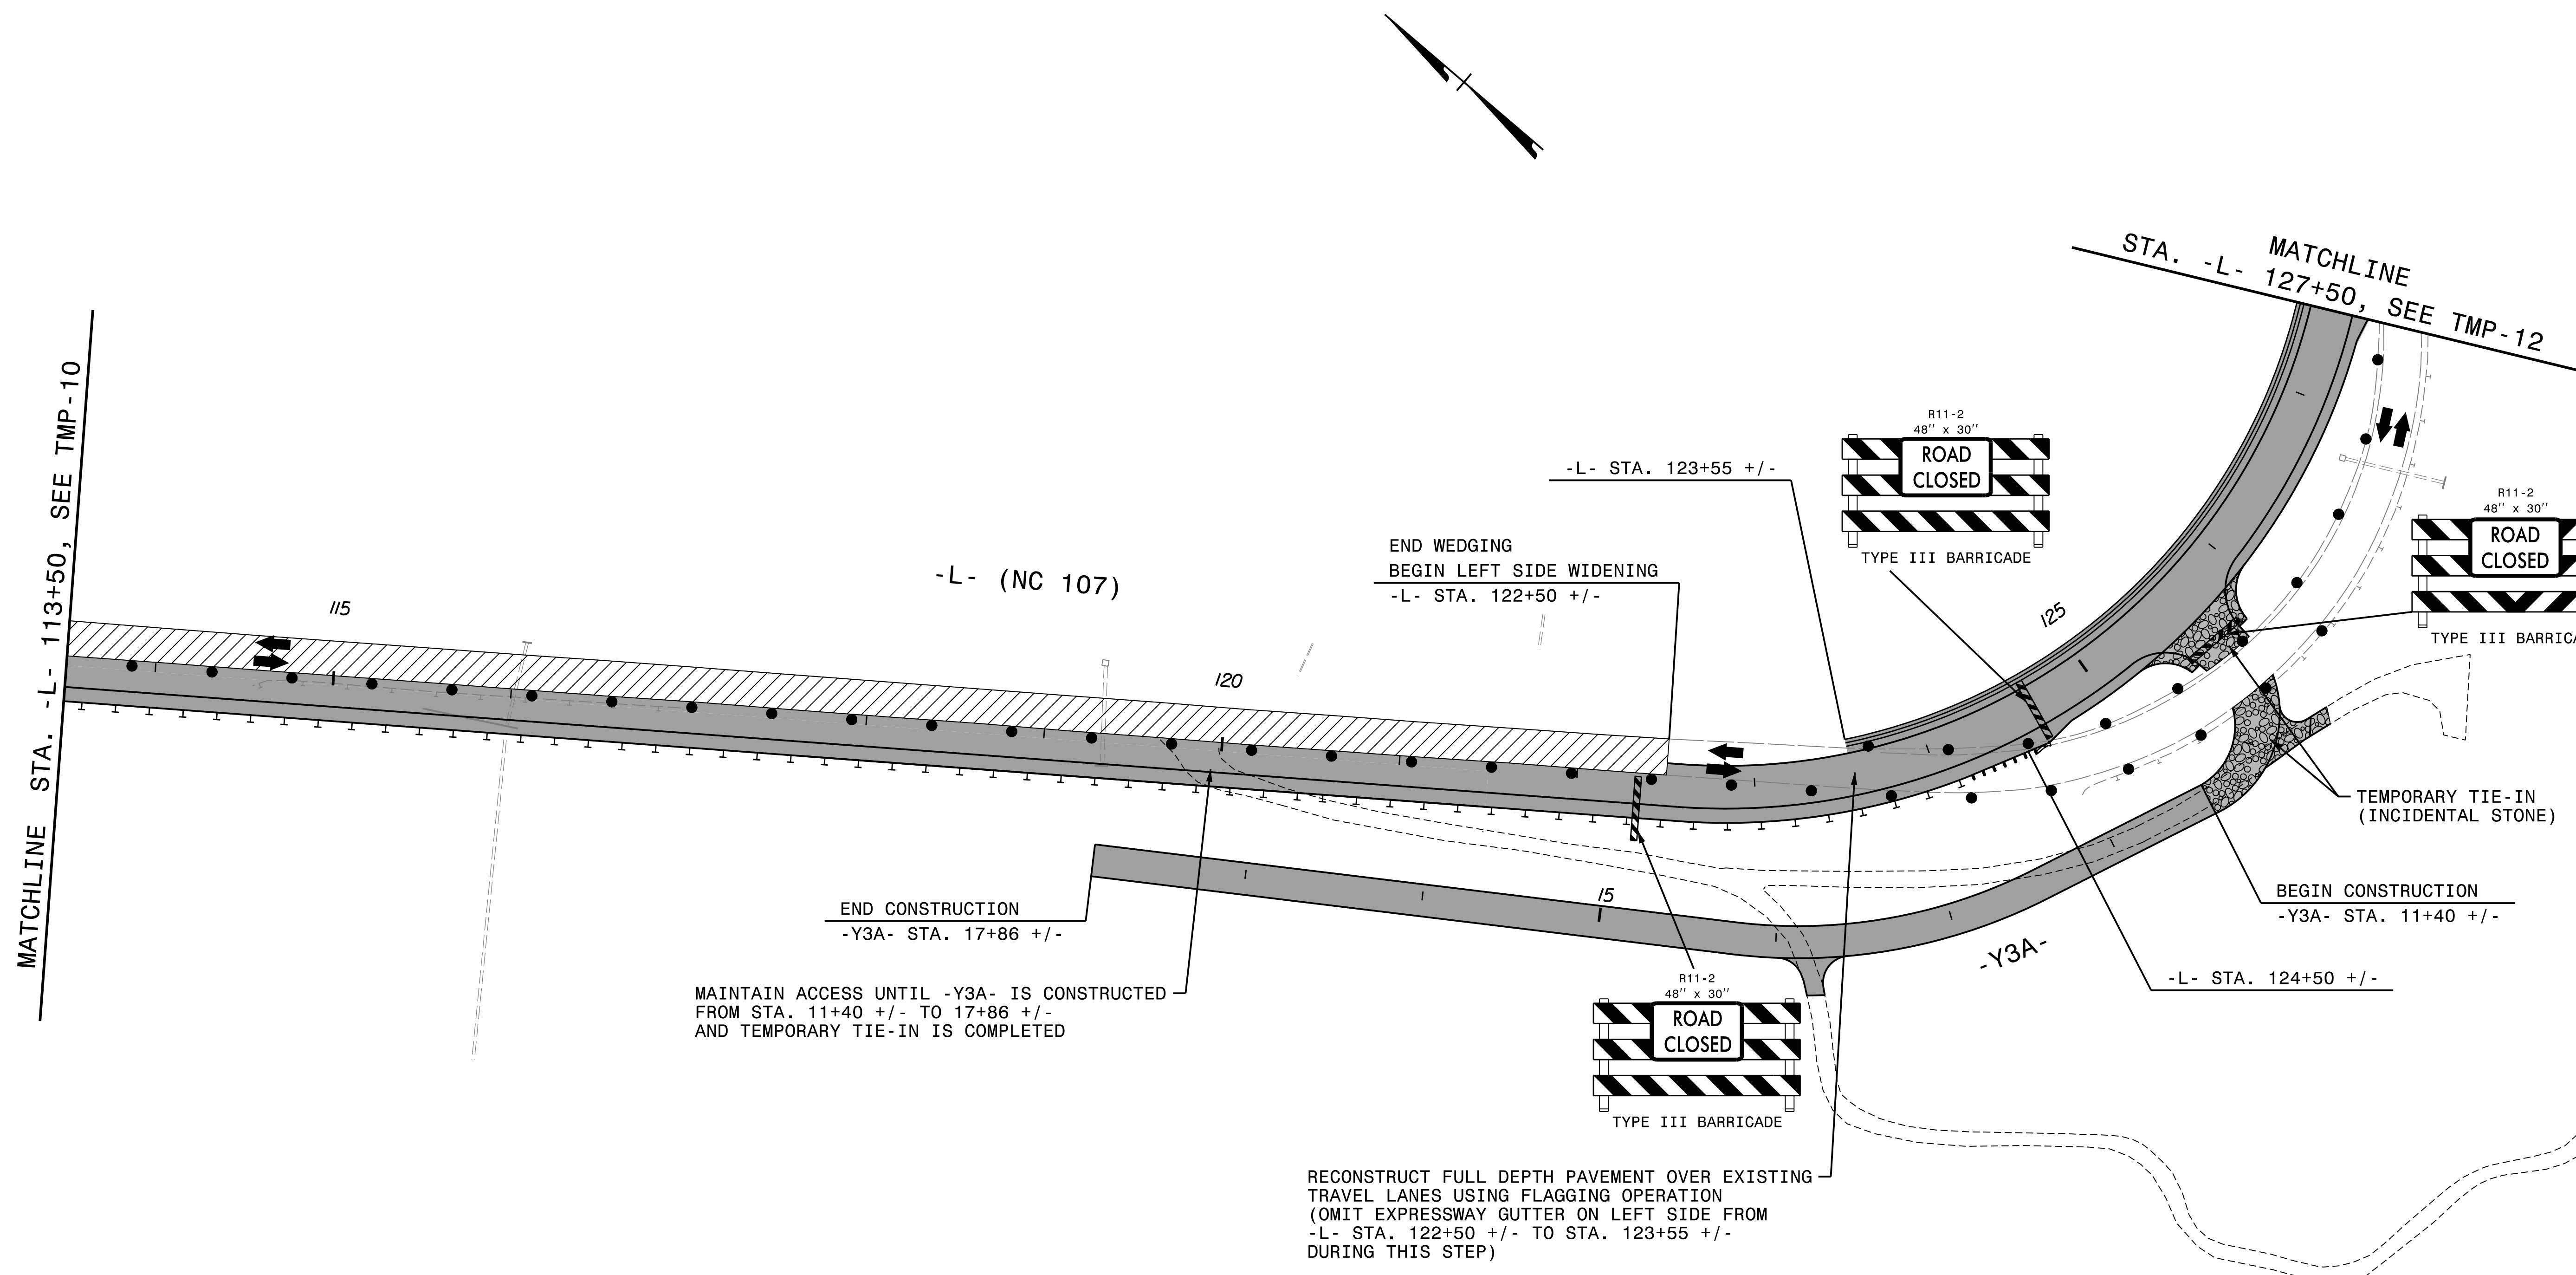 MATCHLINE STA. -L- 113+50, SEE TMP-10
115
-L- (NC 107)
120
END WEDGING
BEGIN LEFT SIDE WIDENING
-L- STA. 122+50 +/-
-L- STA. 123+55 +/-
R11-2
48'' x 30''
ROAD
CLOSED
TYPE III BARRICADE
125
MATCHLINE
STA. -L- 127+50, SEE TMP-12
R11-2
48'' x 30''
ROAD
CLOSED
TYPE III BARRICA
TEMPORARY TIE-IN
(INCIDENTAL STONE)
BEGIN CONSTRUCTION
-Y3A- STA. 11+40 +/-
-L- STA. 124+50 +/-
-Y3A-
15
END CONSTRUCTION
-Y3A- STA. 17+86 +/-
MAINTAIN ACCESS UNTIL -Y3A- IS CONSTRUCTED
FROM STA. 11+40 +/- TO 17+86 +/-
AND TEMPORARY TIE-IN IS COMPLETED
R11-2
48'' x 30''
ROAD
CLOSED
TYPE III BARRICADE
RECONSTRUCT FULL DEPTH PAVEMENT OVER EXISTING
TRAVEL LANES USING FLAGGING OPERATION
(OMIT EXPRESSWAY GUTTER ON LEFT SIDE FROM
-L- STA. 122+50 +/- TO STA. 123+55 +/-
DURING THIS STEP)